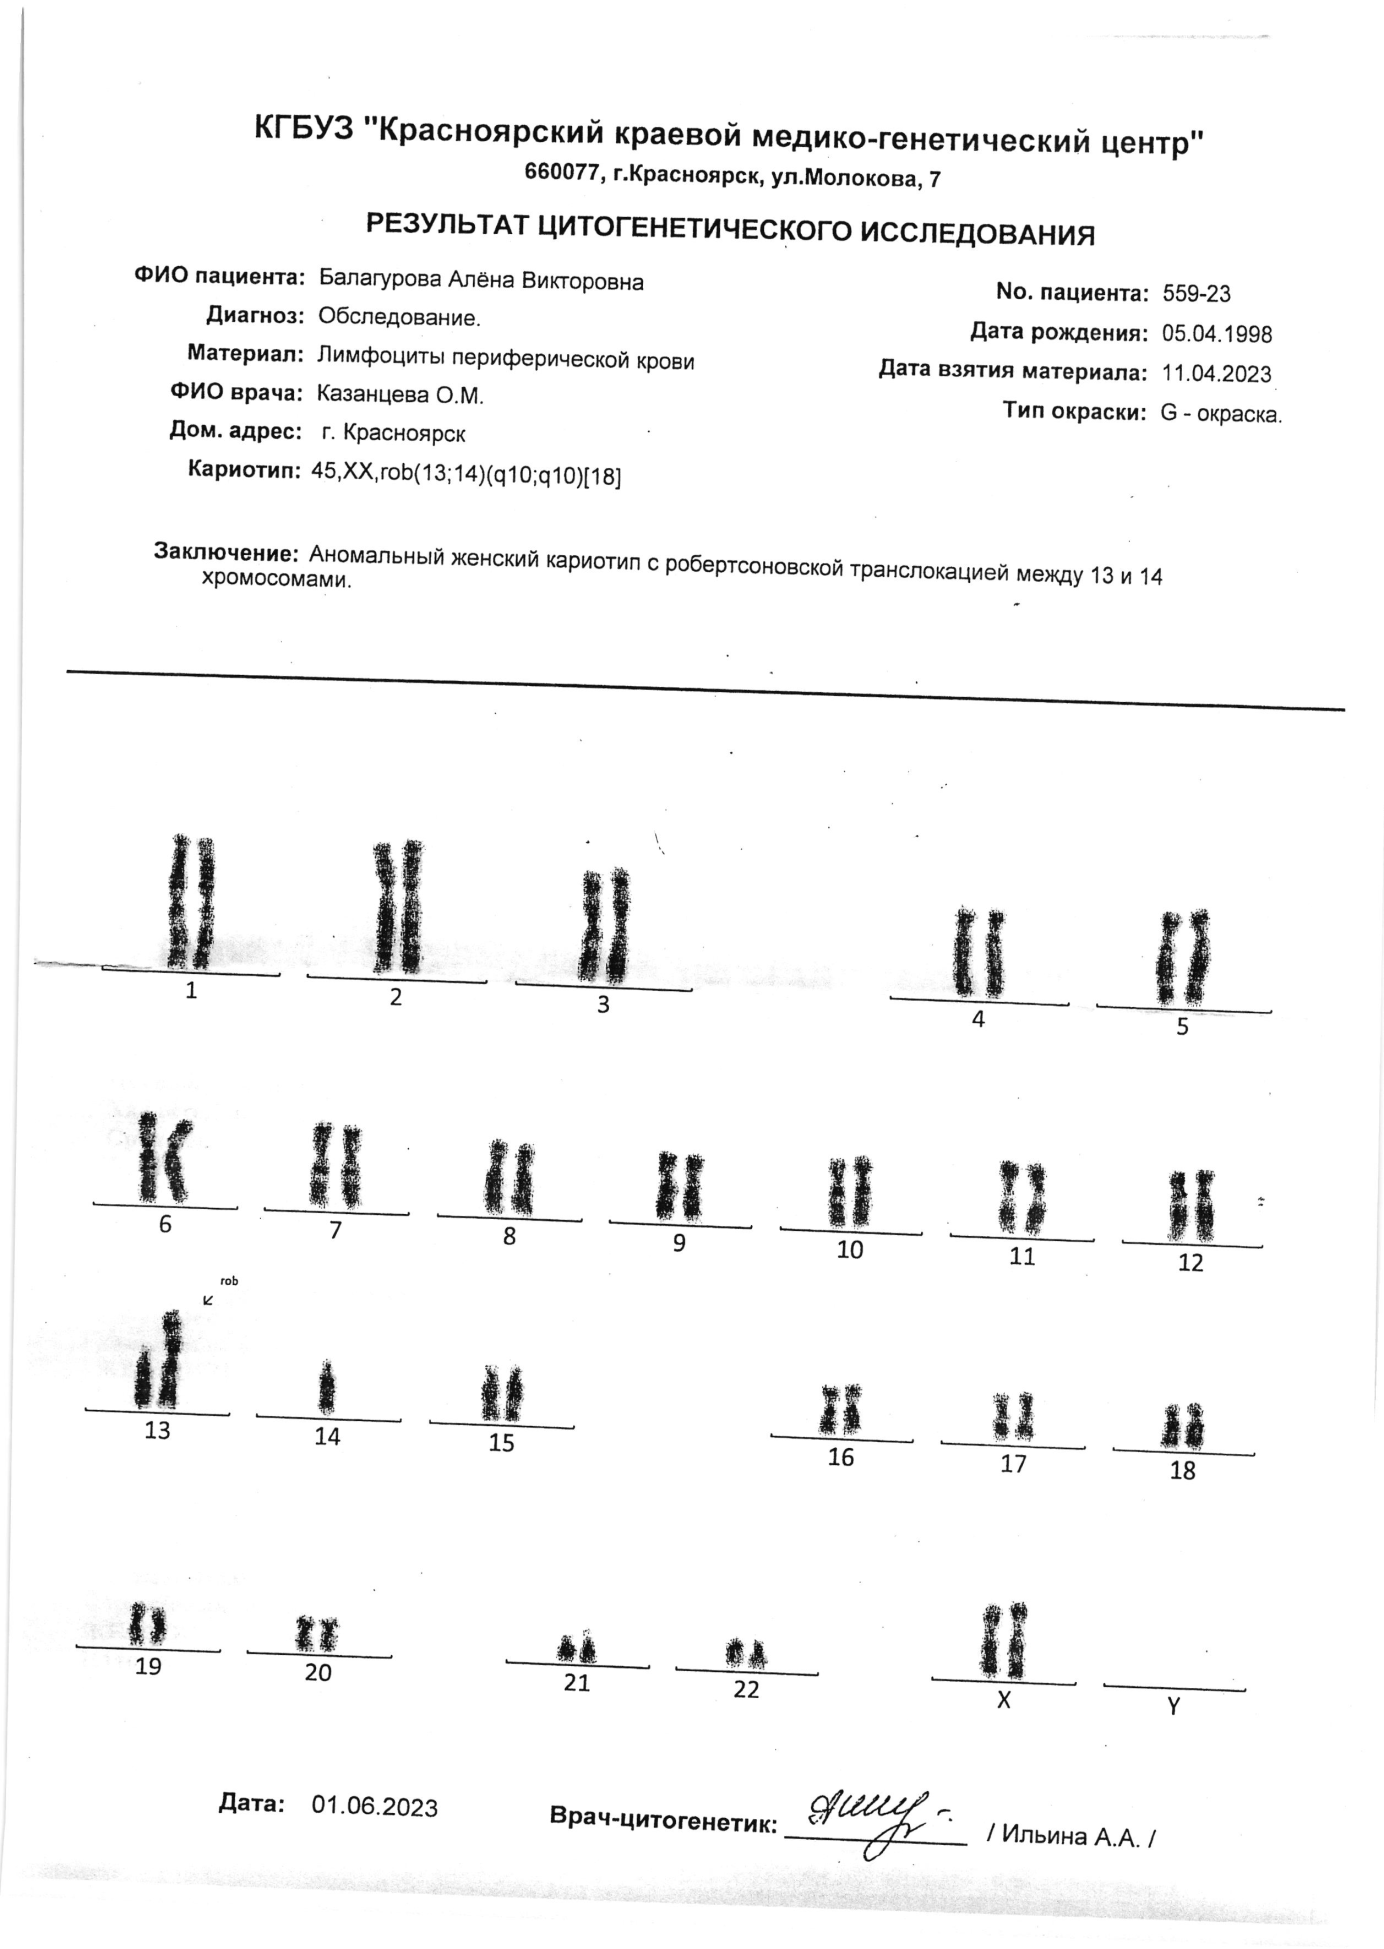 КГБУЗ "Красноярский краевой медико-генетический центр"
660077, г.Красноярск, ул.Молокова, 7
РЕЗУЛЬТАТ ЦИТОГЕНЕТИЧЕСКОГО ИССЛЕДОВАНИЯ
ФИО пациента: Балагурова Алёна Викторовна
No. пациента: 559-23
Диагноз: Обследование.
Дата рождения: 05.04.1998
Материал: Лимфоциты периферической крови
Дата взятия материала: 11.04.2023
ФИО врача: Казанцева О.М.
Тип окраски: G - окраска.
Дом. адрес: г. Красноярск
Кариотип: 45,XX,rob(13;14)(q10;q10)[18]
Заключение: Аномальный женский кариотип с робертсоновской транслокацией между 13 и 14
хромосомами.
1 2 3 4 5
6 7 8 9 10 11 12
rob
13 14 15 16 17 18
19 20 21 22 X Y
Дата: 01.06.2023
Врач-цитогенетик: / Ильина А.А. /